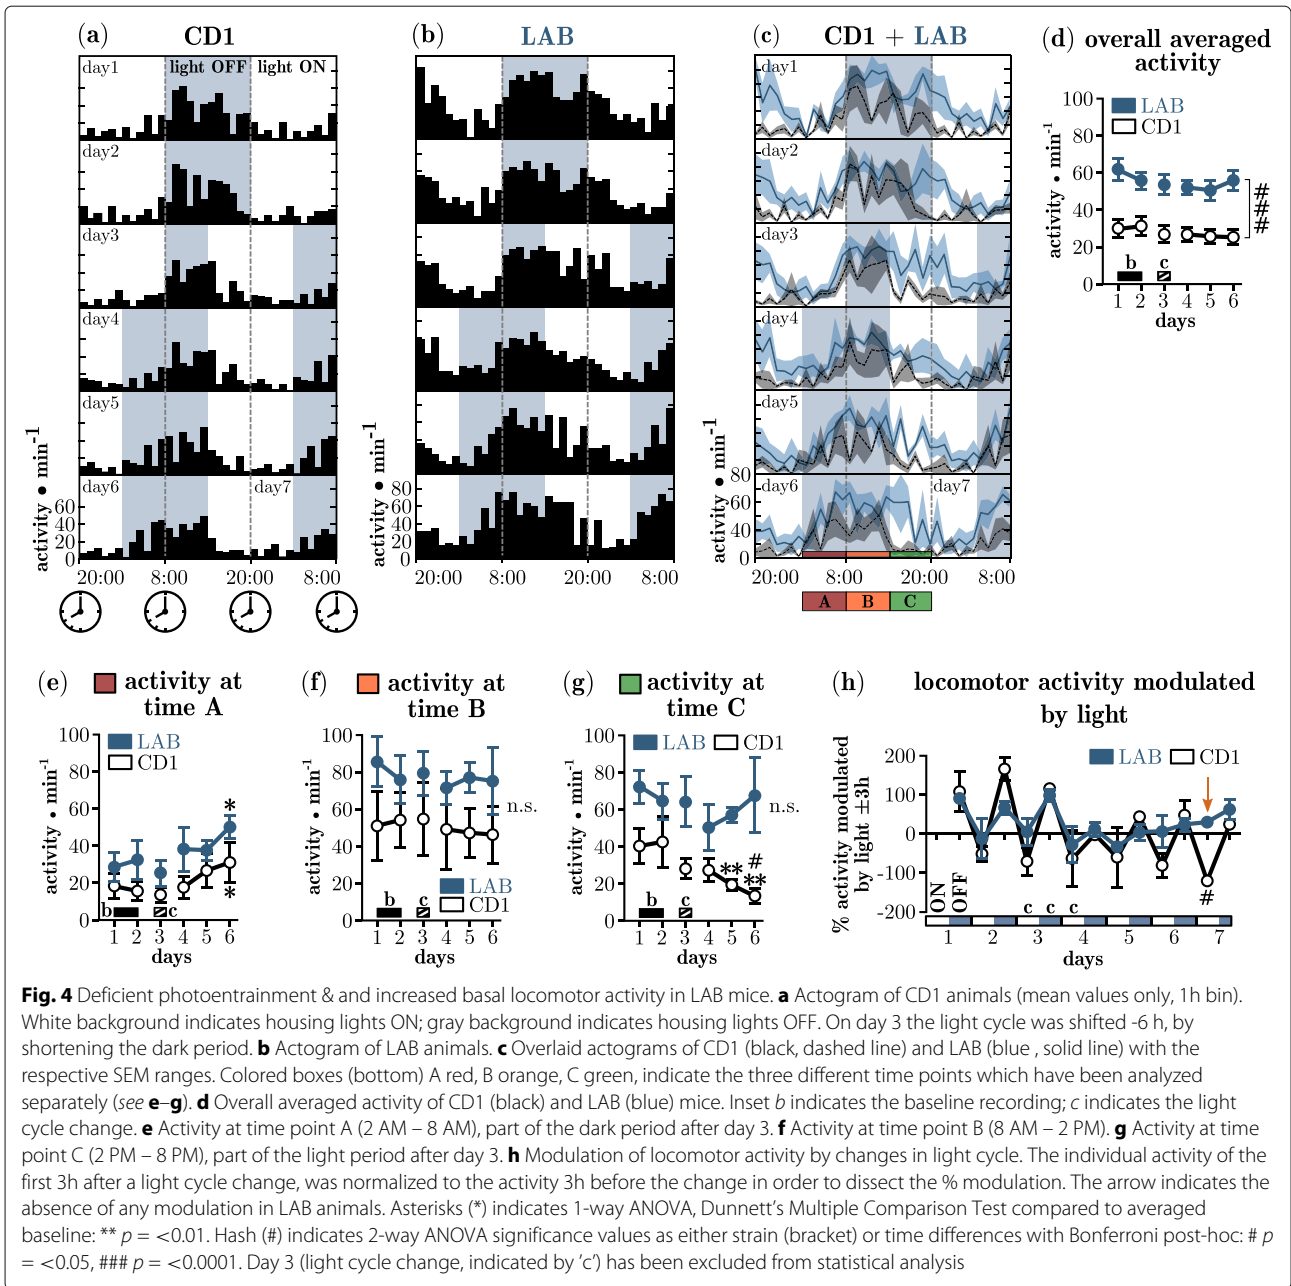 (a) CD1
(b) LAB
(c) CD1 + LAB
(d) overall averaged
activity
day1 light OFF light ON
day2
day3
day4
day5
day6 day7
activity • min-1
60
40
20
0
20:00 8:00 20:00 8:00
activity • min-1
80
60
40
20
0
20:00 8:00 20:00 8:00
day1
day2
day3
day4
day5
day6 day7
activity • min-1
80
40
0
20:00 8:00 20:00 8:00
A B C
activity • min-1
100
80
60
40
20
0
LAB
CD1
###
b c
1 2 3 4 5 6
days
(e) activity at
time A
activity • min-1
100
80
60
40
20
0
LAB
CD1
*
*
b c
1 2 3 4 5 6
days
(f) activity at
time B
activity • min-1
100
80
60
40
20
0
n.s.
LAB
CD1
b c
1 2 3 4 5 6
days
(g) activity at
time C
activity • min-1
100
80
60
40
20
0
LAB CD1
n.s.
#
** **
b c
1 2 3 4 5 6
days
(h) locomotor activity modulated
by light
% activity modulated
by light ±3h
200
100
0
-100
-200
LAB CD1
ON
OFF
c c c
#
1 2 3 4 5 6 7
days
Fig. 4 Deficient photoentrainment & and increased basal locomotor activity in LAB mice. a Actogram of CD1 animals (mean values only, 1h bin).
White background indicates housing lights ON; gray background indicates housing lights OFF. On day 3 the light cycle was shifted -6 h, by
shortening the dark period. b Actogram of LAB animals. c Overlaid actograms of CD1 (black, dashed line) and LAB (blue , solid line) with the
respective SEM ranges. Colored boxes (bottom) A red, B orange, C green, indicate the three different time points which have been analyzed
separately (see e–g). d Overall averaged activity of CD1 (black) and LAB (blue) mice. Inset b indicates the baseline recording; c indicates the light
cycle change. e Activity at time point A (2 AM – 8 AM), part of the dark period after day 3. f Activity at time point B (8 AM – 2 PM). g Activity at time
point C (2 PM – 8 PM), part of the light period after day 3. h Modulation of locomotor activity by changes in light cycle. The individual activity of the
first 3h after a light cycle change, was normalized to the activity 3h before the change in order to dissect the % modulation. The arrow indicates the
absence of any modulation in LAB animals. Asterisks (*) indicates 1-way ANOVA, Dunnett's Multiple Comparison Test compared to averaged
baseline: ** p = <0.01. Hash (#) indicates 2-way ANOVA significance values as either strain (bracket) or time differences with Bonferroni post-hoc: # p
= <0.05, ### p = <0.0001. Day 3 (light cycle change, indicated by 'c') has been excluded from statistical analysis